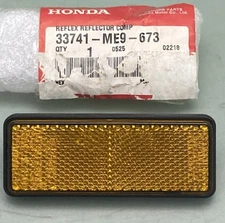 HONDA
REFLEX REFLECTOR COMP
33741-ME9-673
QTY 1 0525 02218